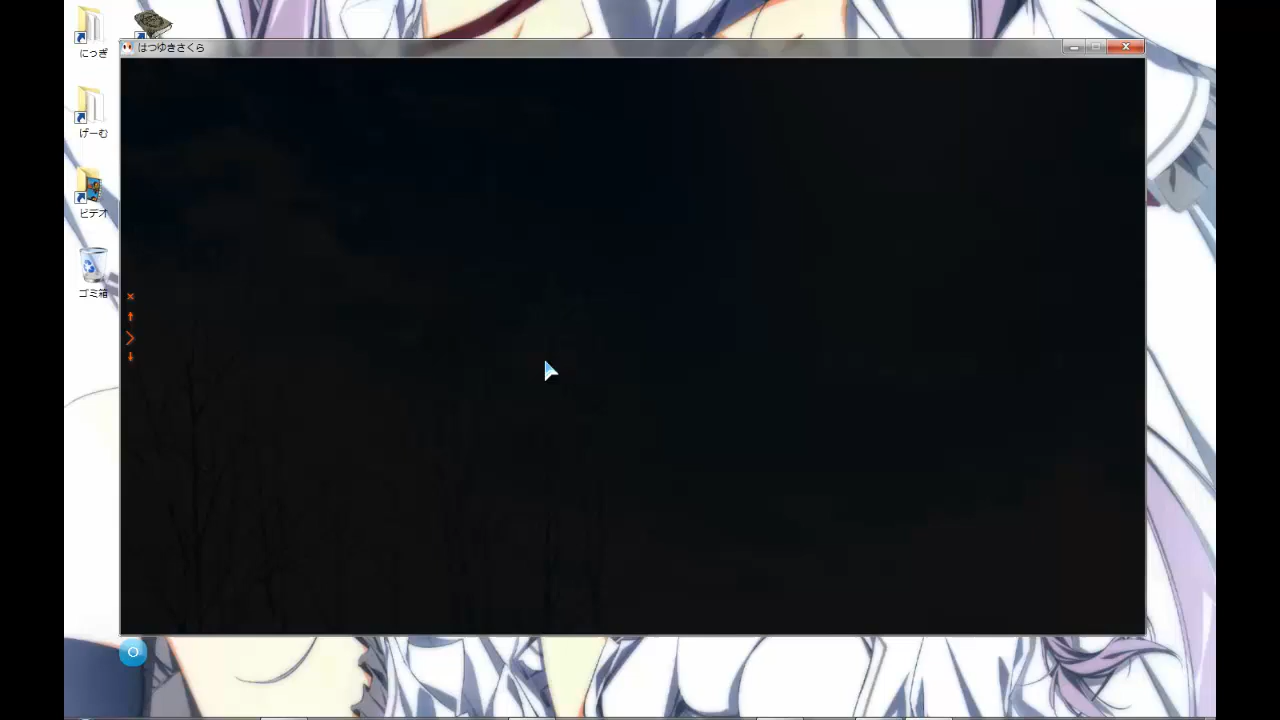 にっぎ
はつゆきさくら
げーむ
ビデオ
ゴミ箱